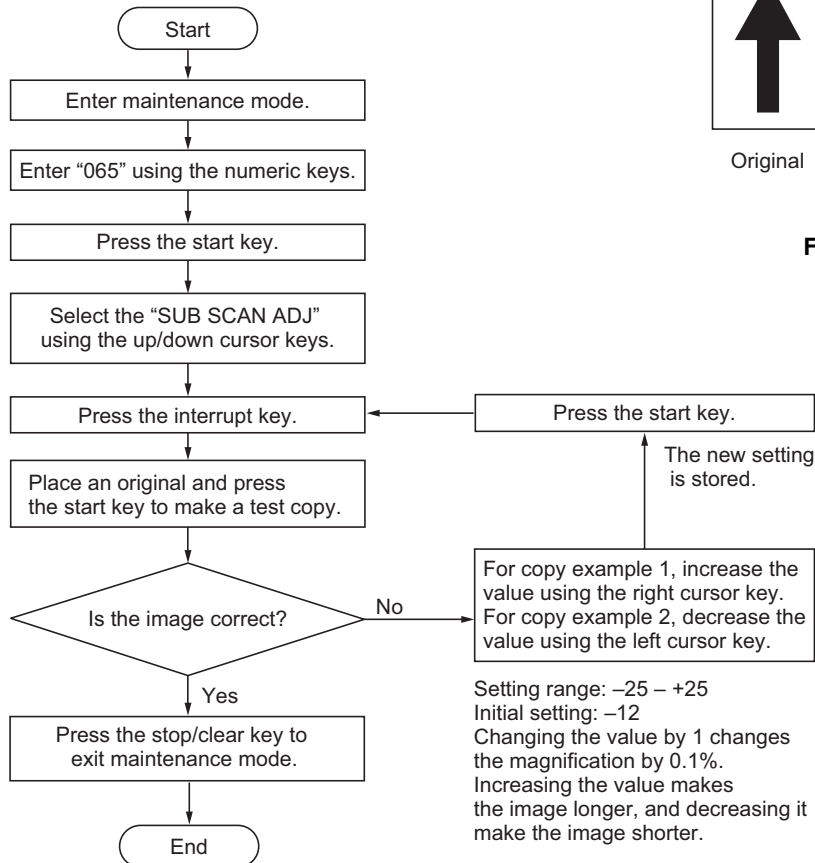 Start
Enter maintenance mode.
Enter “065” using the numeric keys.
Press the start key.
Select the “SUB SCAN ADJ”
using the up/down cursor keys.
Press the interrupt key.
Place an original and press
the start key to make a test copy.
Is the image correct?
No
Yes
Press the stop/clear key to
exit maintenance mode.
End
Press the start key.
The new setting
is stored.
For copy example 1, increase the
value using the right cursor key.
For copy example 2, decrease the
value using the left cursor key.
Setting range: –25 – +25
Initial setting: –12
Changing the value by 1 changes
the magnification by 0.1%.
Increasing the value makes
the image longer, and decreasing it
make the image shorter.
Original
F